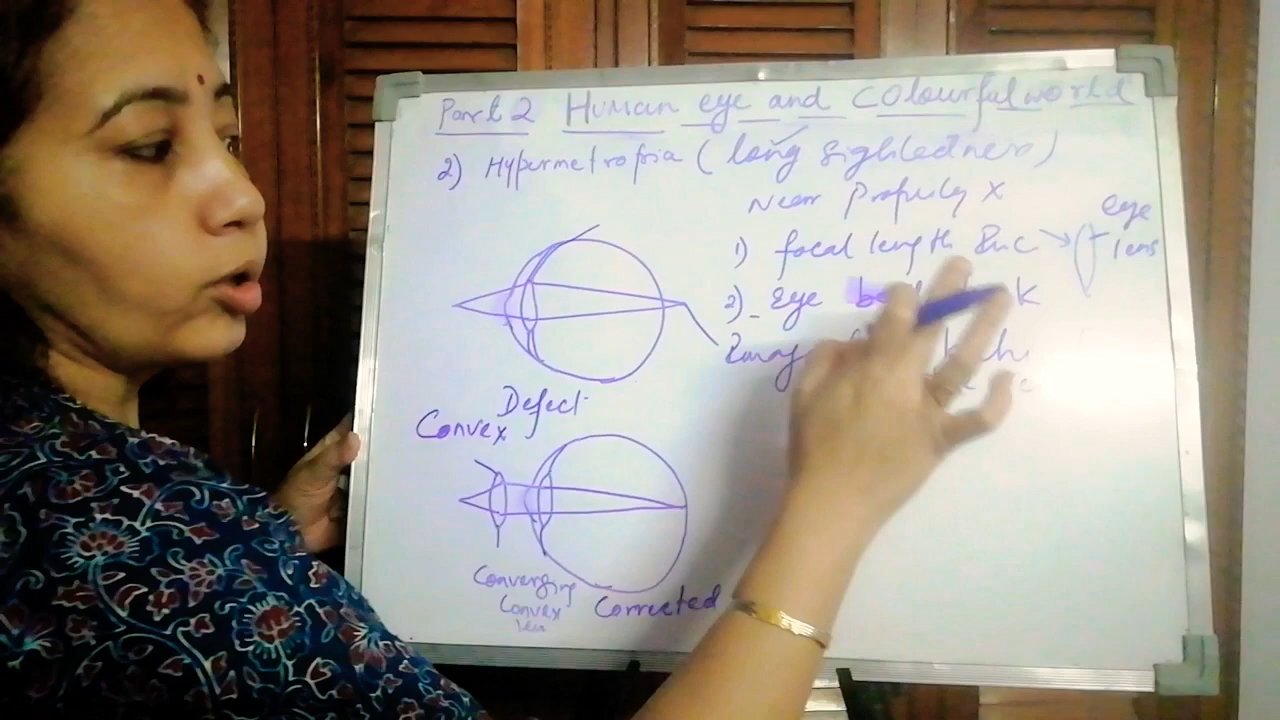 Part 2 Human eye and Colourful world
2) Hypermetropia (long sightedness)
Near Properly X
eye
lens
1) focal length Inc
2) Eye
Defect
Convex
Converging
Convex
len
Corrected